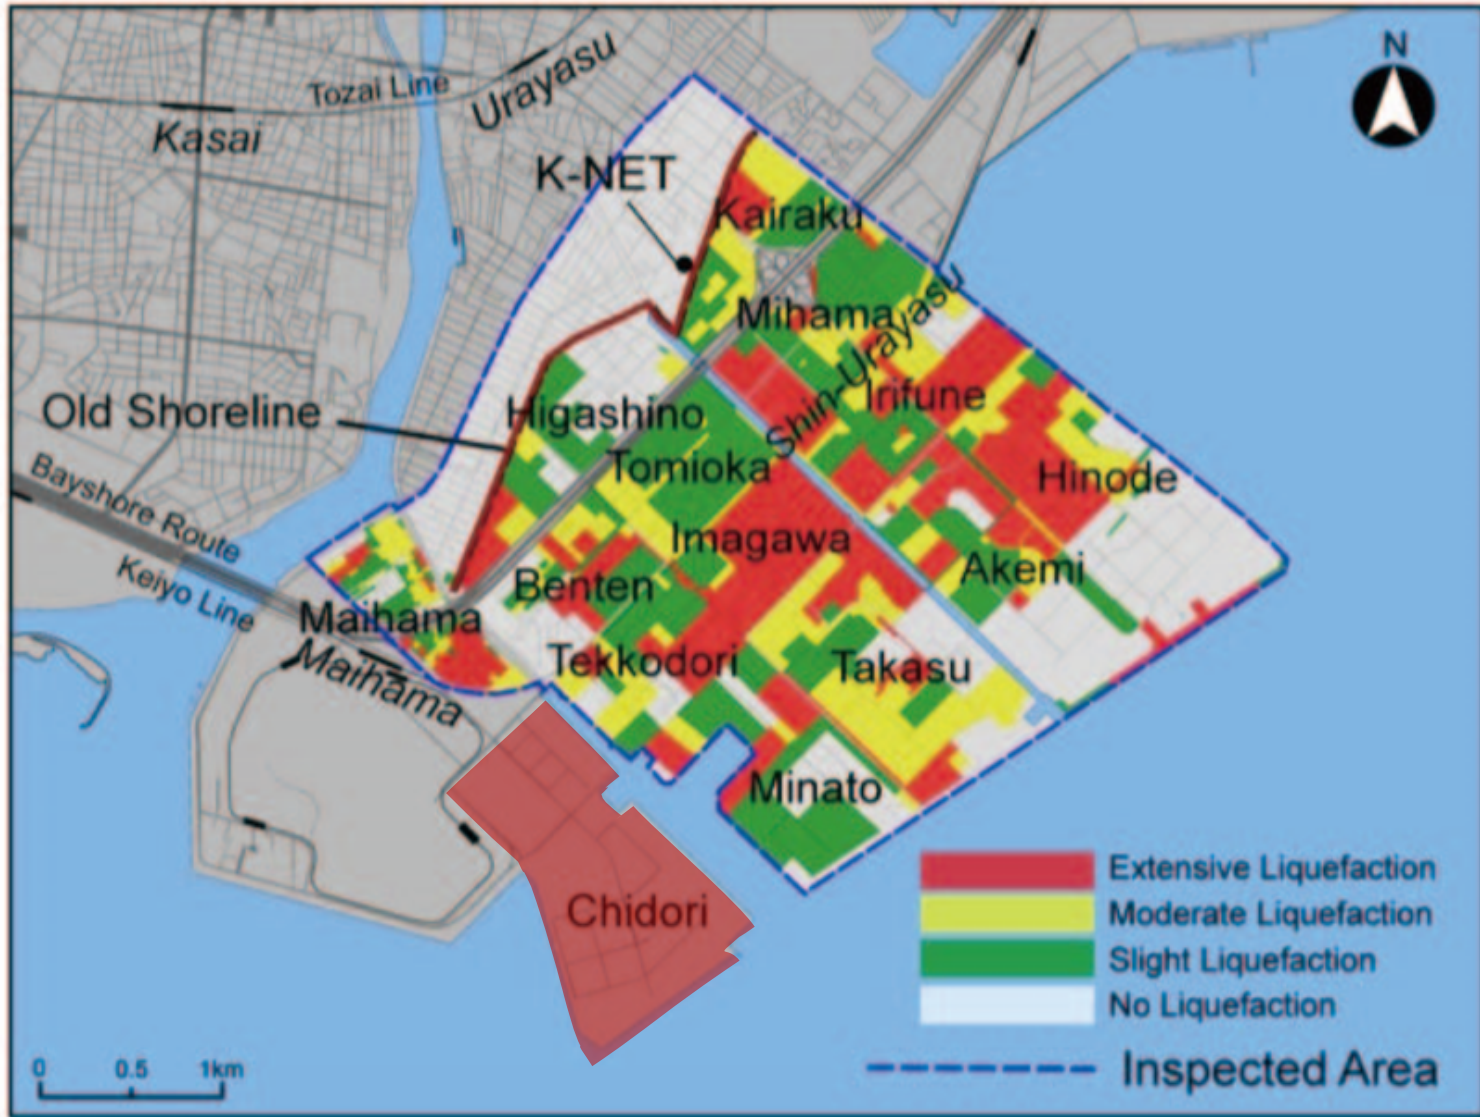 N
Tozai Line
Urayasu
Kasai
K-NET
Kairaku
Mihama
Shin-Urayasu
Irifune
Old Shoreline
Higashino
Tomioka
Hinode
Bayshore Route
Imagawa
Akemi
Keiyo Line
Benten
Maihama
Maihama
Tekkodori
Takasu
Minato
Chidori
Extensive Liquefaction
Moderate Liquefaction
Slight Liquefaction
No Liquefaction
Inspected Area
0 0.5 1km